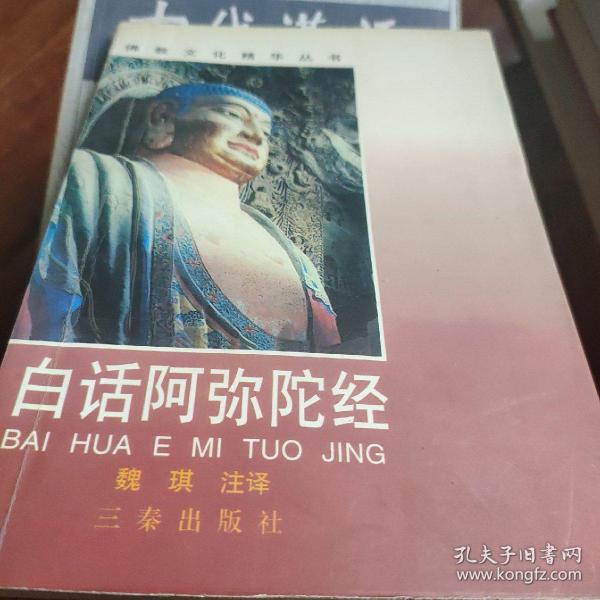 佛教文化精华丛书
白话阿弥陀经
BAI HUA E MI TUO JING
魏琪 注译
三秦出版社
孔夫子旧书网
www.kongfz.com